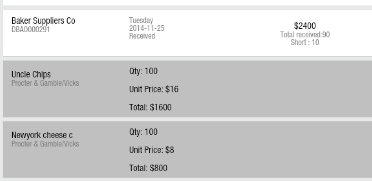 Baker Suppliers Co
DBA0000291
Tuesday
2014-11-25
Received
$2400
Total received:90
Short : 10
Uncle Chips
Procter & Gamble/Vicks
Qty: 100
Unit Price: $16
Total: $1600
Newyork cheese c
Procter & Gamble/Vicks
Qty: 100
Unit Price: $8
Total: $800